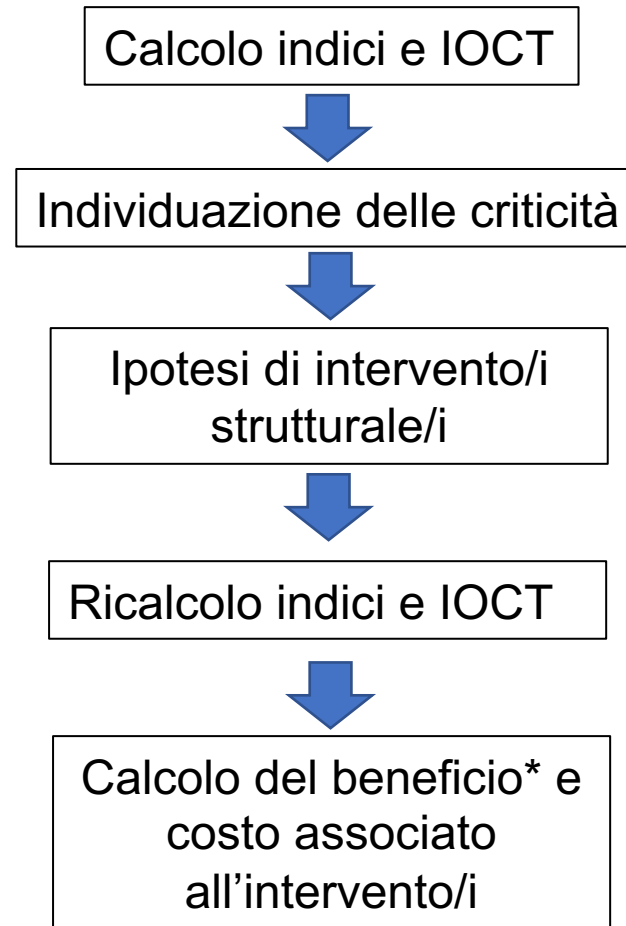 Calcolo indici e IOCT
Individuazione delle criticità
Ipotesi di intervento/i
strutturale/i
Ricalcolo indici e IOCT
Calcolo del beneficio* e
costo associato
all’intervento/i